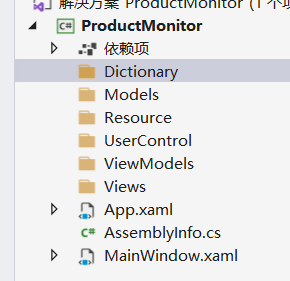 解决方案 'ProductMonitor' (1 个项
ProductMonitor
依赖项
Dictionary
Models
Resource
UserControl
ViewModels
Views
App.xaml
AssemblyInfo.cs
MainWindow.xaml